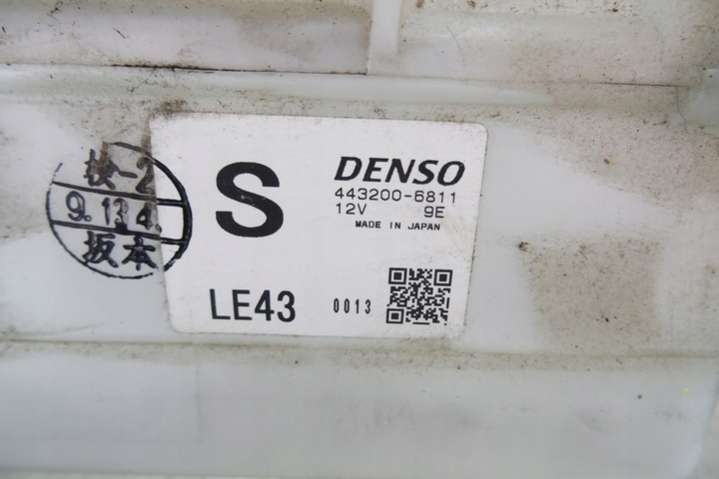 検-2
9.13.4.
坂本
S
DENSO
443200-6811
12V 9E
MADE IN JAPAN
LE43
0013